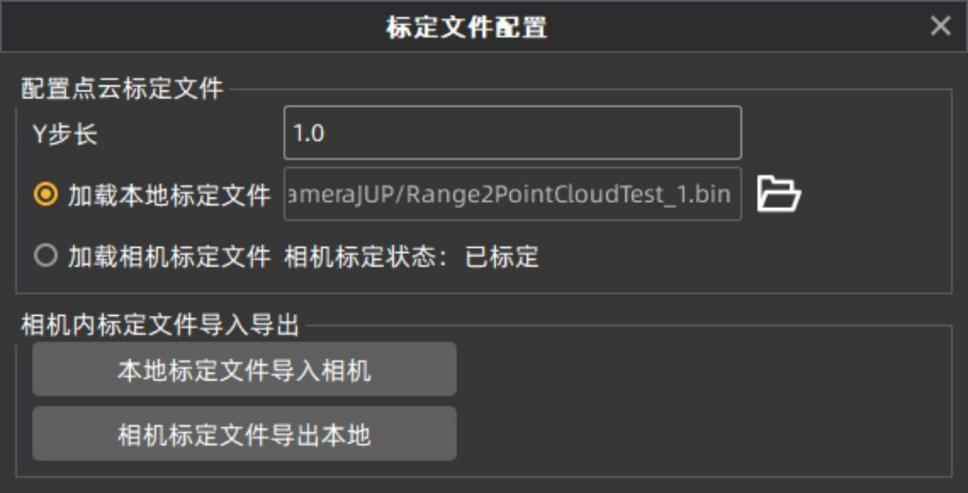 标定文件配置
配置点云标定文件
Y步长 1.0
加载本地标定文件 ameraJUP/Range2PointCloudTest_1.bin
加载相机标定文件 相机标定状态：已标定
相机内标定文件导入导出
本地标定文件导入相机
相机标定文件导出本地